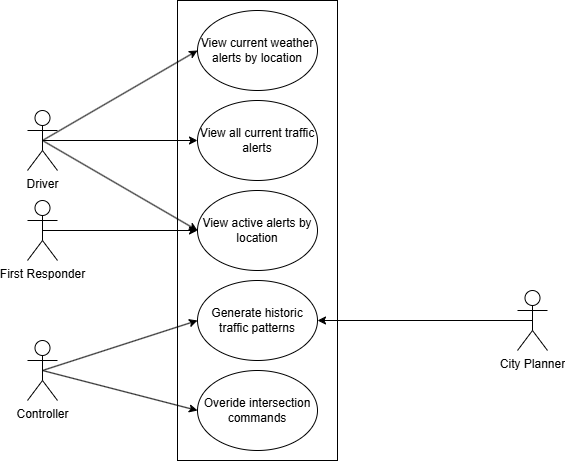 View current weather
alerts by location
View all current traffic
alerts
Driver
View active alerts by
location
First Responder
Generate historic
traffic patterns
City Planner
Controller
Overide intersection
commands